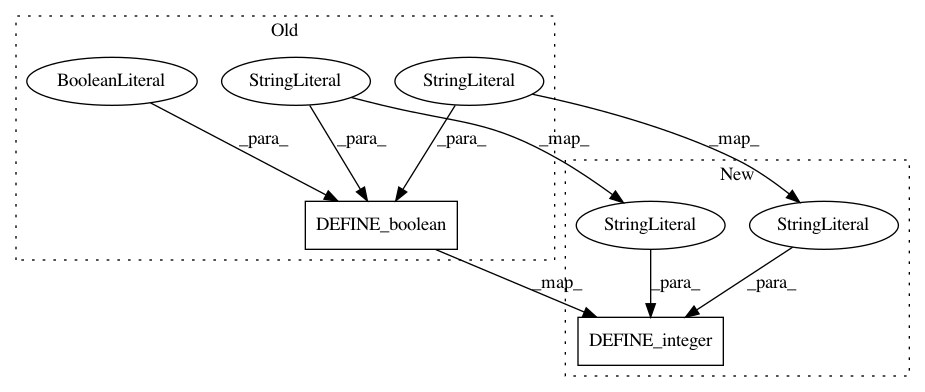 Old
BooleanLiteral
StringLiteral
StringLiteral
_para_
_para_
_para_
_map_
_map_
New
DEFINE_boolean
StringLiteral
StringLiteral
_map_
_para_
_para_
DEFINE_integer